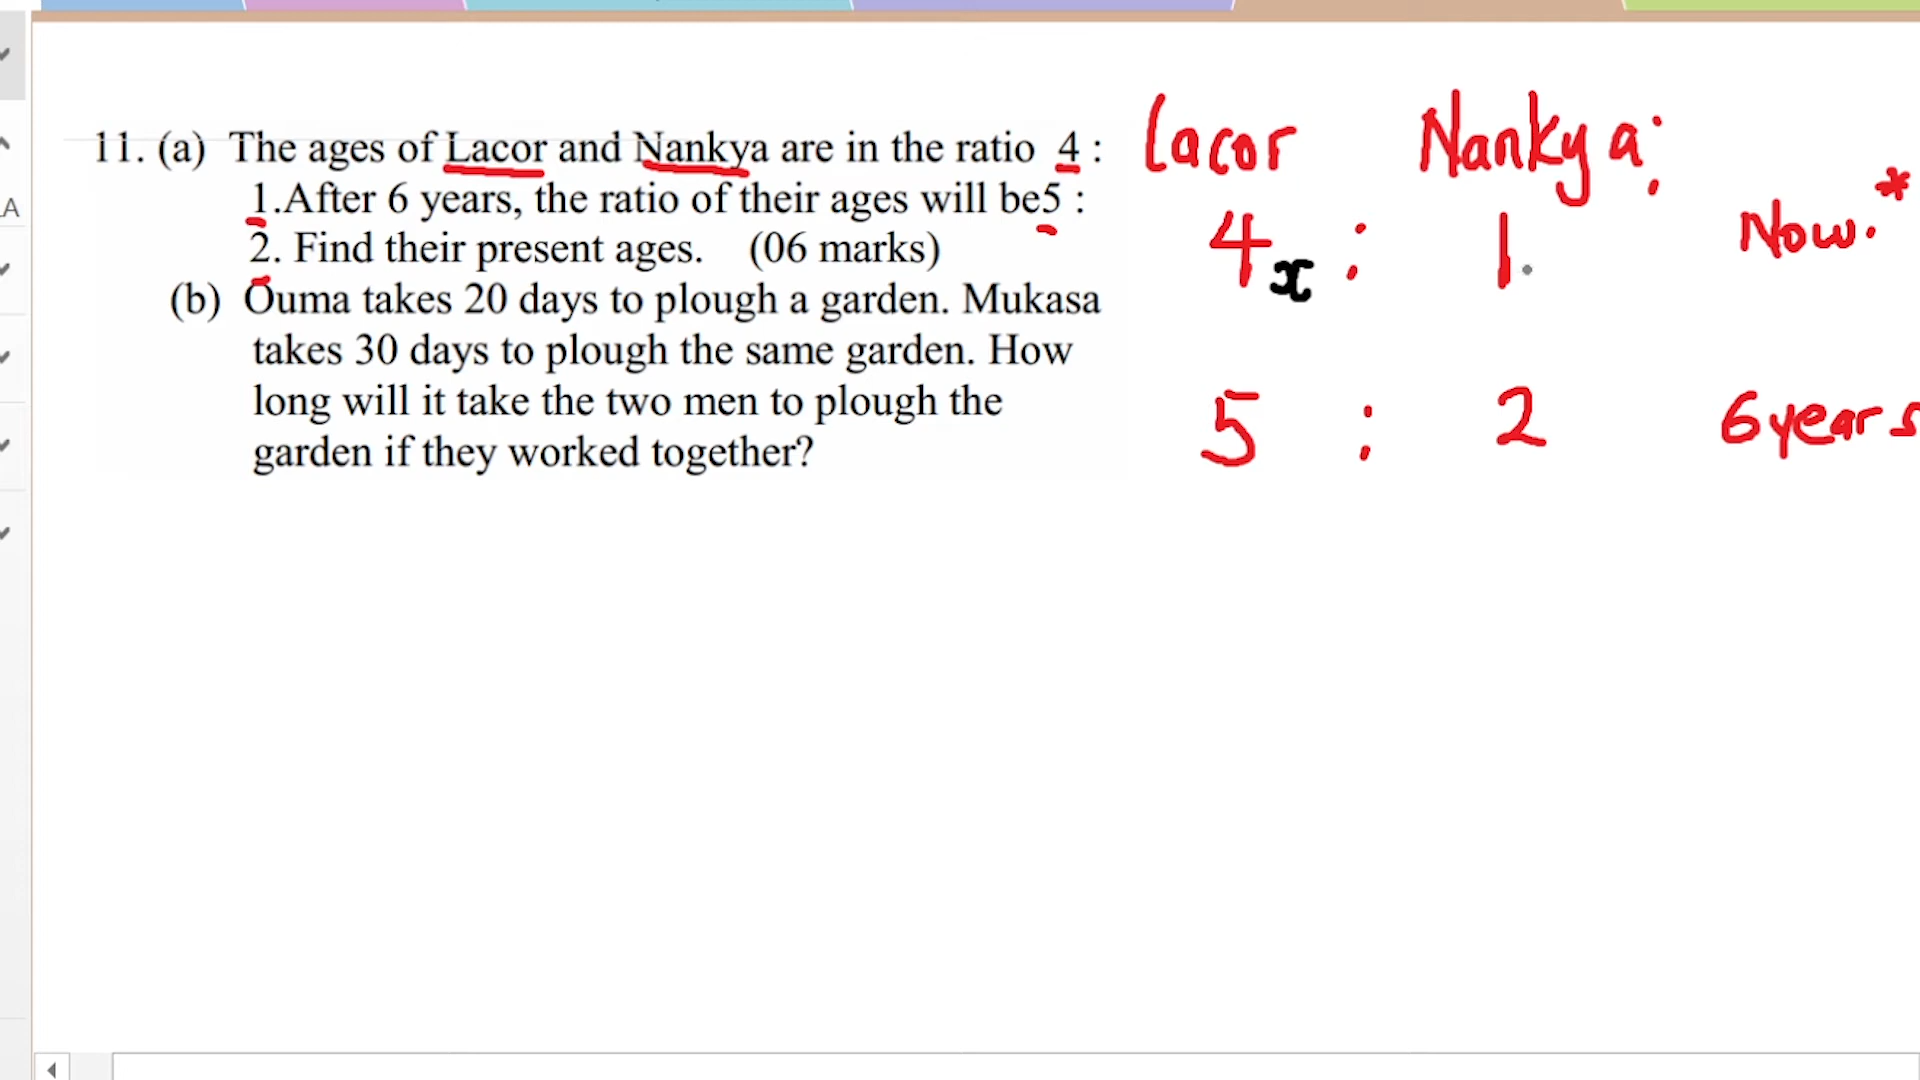 11. (a) The ages of Lacor and Nankya are in the ratio 4 :
1.After 6 years, the ratio of their ages will be5 :
2. Find their present ages. (06 marks)
(b) Ouma takes 20 days to plough a garden. Mukasa
takes 30 days to plough the same garden. How
long will it take the two men to plough the
garden if they worked together?
Lacor Nankya:
4x : 1 Now.*
5 : 2 6years
A